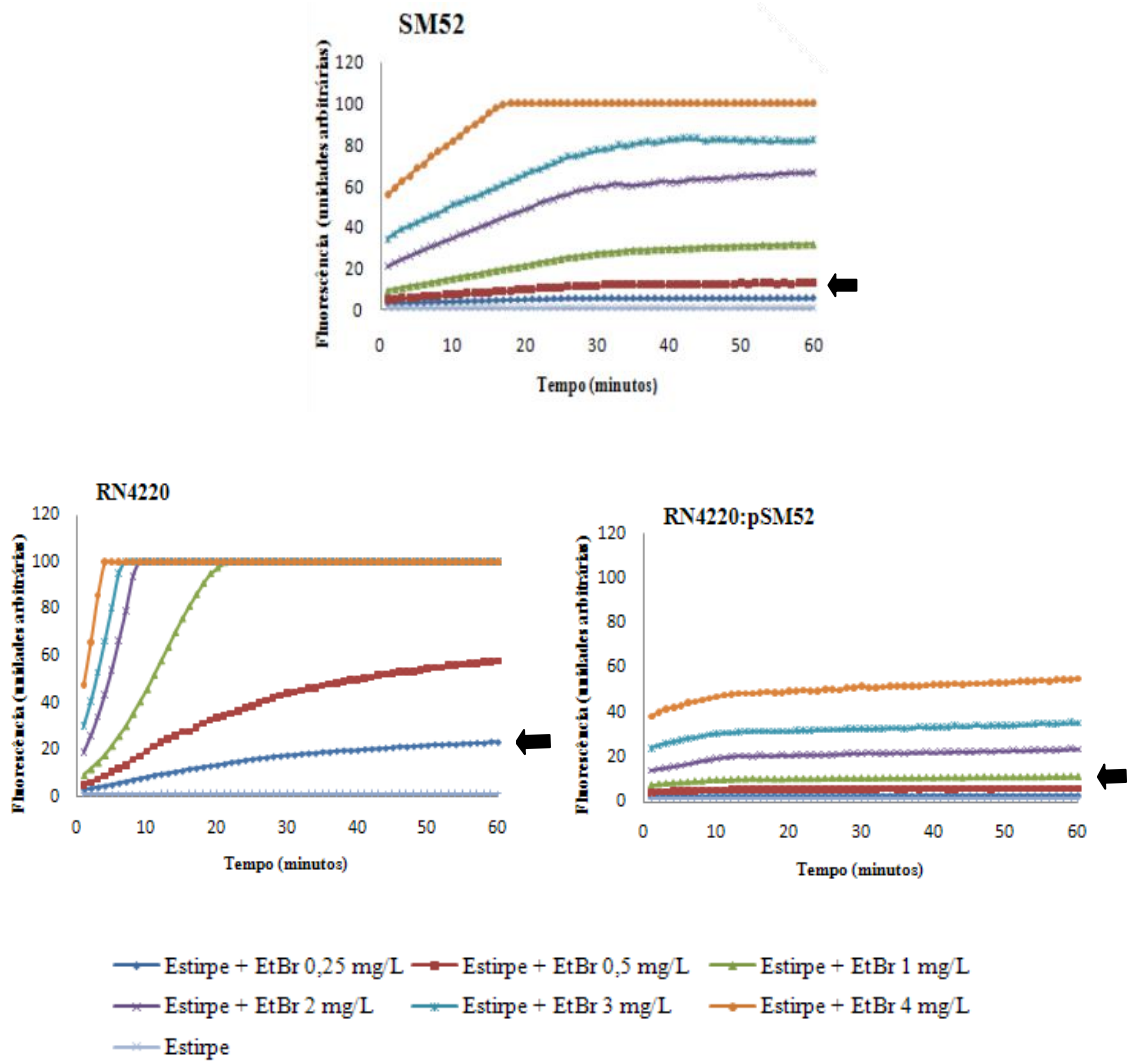 SM52
Fluorescência (unidades arbitrárias)
120
100
80
60
40
20
0
0 10 20 30 40 50 60
Tempo (minutos)
RN4220
Fluorescência (unidades arbitrárias)
120
100
80
60
40
20
0
0 10 20 30 40 50 60
Tempo (minutos)
RN4220:pSM52
Fluorescência (unidades arbitrárias)
120
100
80
60
40
20
0
0 10 20 30 40 50 60
Tempo (minutos)
Estirpe + EtBr 0,25 mg/L Estirpe + EtBr 0,5 mg/L Estirpe + EtBr 1 mg/L
Estirpe + EtBr 2 mg/L Estirpe + EtBr 3 mg/L Estirpe + EtBr 4 mg/L
Estirpe